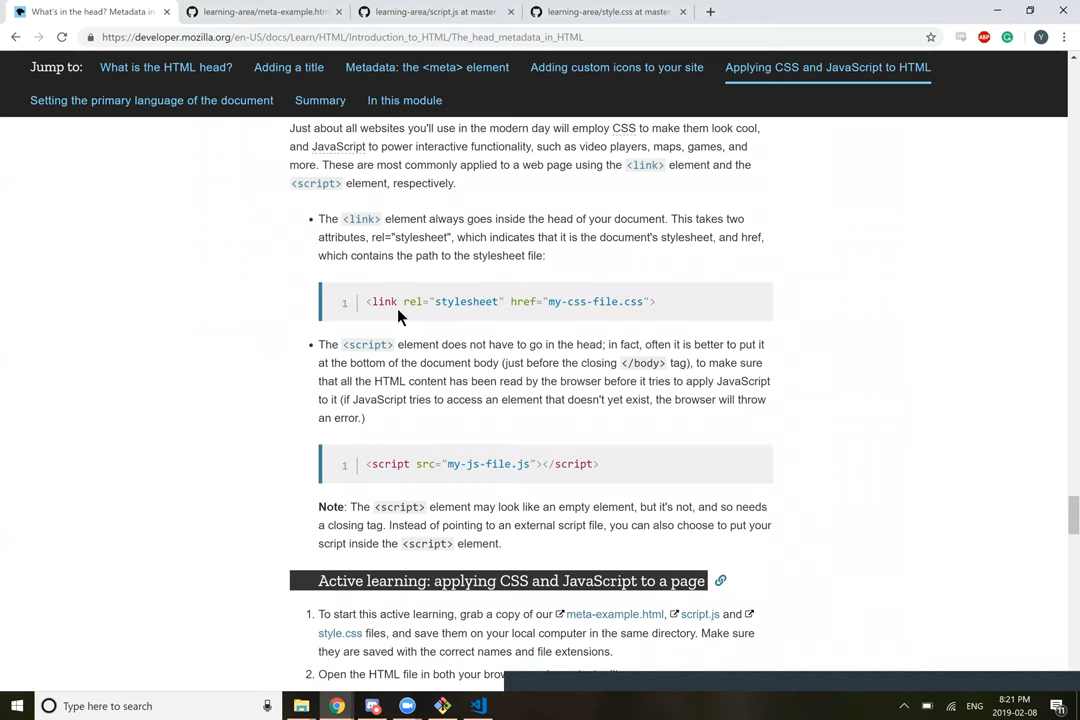 What's in the head? Metadata in
learning-area/meta-example.htm
learning-area/script.js at master
learning-area/style.css at master
https://developer.mozilla.org/en-US/docs/Learn/HTML/Introduction_to_HTML/The_head_metadata_in_HTML
ABP
G
Y
Jump to: What is the HTML head? Adding a title Metadata: the <meta> element Adding custom icons to your site Applying CSS and JavaScript to HTML
Setting the primary language of the document Summary In this module
Just about all websites you'll use in the modern day will employ CSS to make them look cool,
and JavaScript to power interactive functionality, such as video players, maps, games, and
more. These are most commonly applied to a web page using the <link> element and the
<script> element, respectively.
• The <link> element always goes inside the head of your document. This takes two
attributes, rel="stylesheet", which indicates that it is the document's stylesheet, and href,
which contains the path to the stylesheet file:
1 <link rel="stylesheet" href="my-css-file.css">
• The <script> element does not have to go in the head; in fact, often it is better to put it
at the bottom of the document body (just before the closing </body> tag), to make sure
that all the HTML content has been read by the browser before it tries to apply JavaScript
to it (if JavaScript tries to access an element that doesn't yet exist, the browser will throw
an error.)
1 <script src="my-js-file.js"></script>
Note: The <script> element may look like an empty element, but it's not, and so needs
a closing tag. Instead of pointing to an external script file, you can also choose to put your
script inside the <script> element.
Active learning: applying CSS and JavaScript to a page
1. To start this active learning, grab a copy of our meta-example.html, script.js and
style.css files, and save them on your local computer in the same directory. Make sure
they are saved with the correct names and file extensions.
2. Open the HTML file in both your
Type here to search
ENG
8:21 PM
2019-02-08